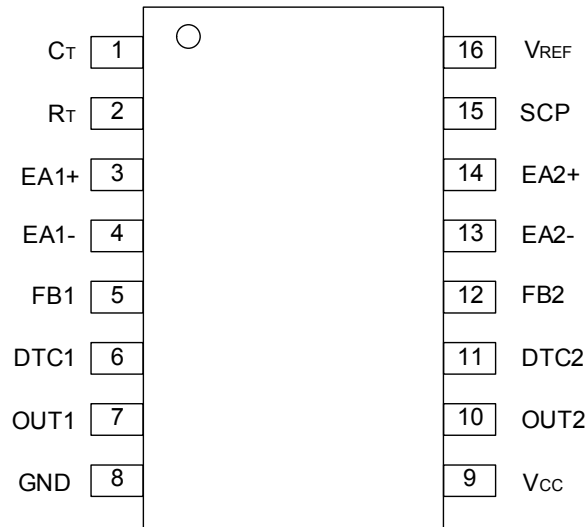 CT 1 16 VREF
RT 2 15 SCP
EA1+ 3 14 EA2+
EA1- 4 13 EA2-
FB1 5 12 FB2
DTC1 6 11 DTC2
OUT1 7 10 OUT2
GND 8 9 VCC